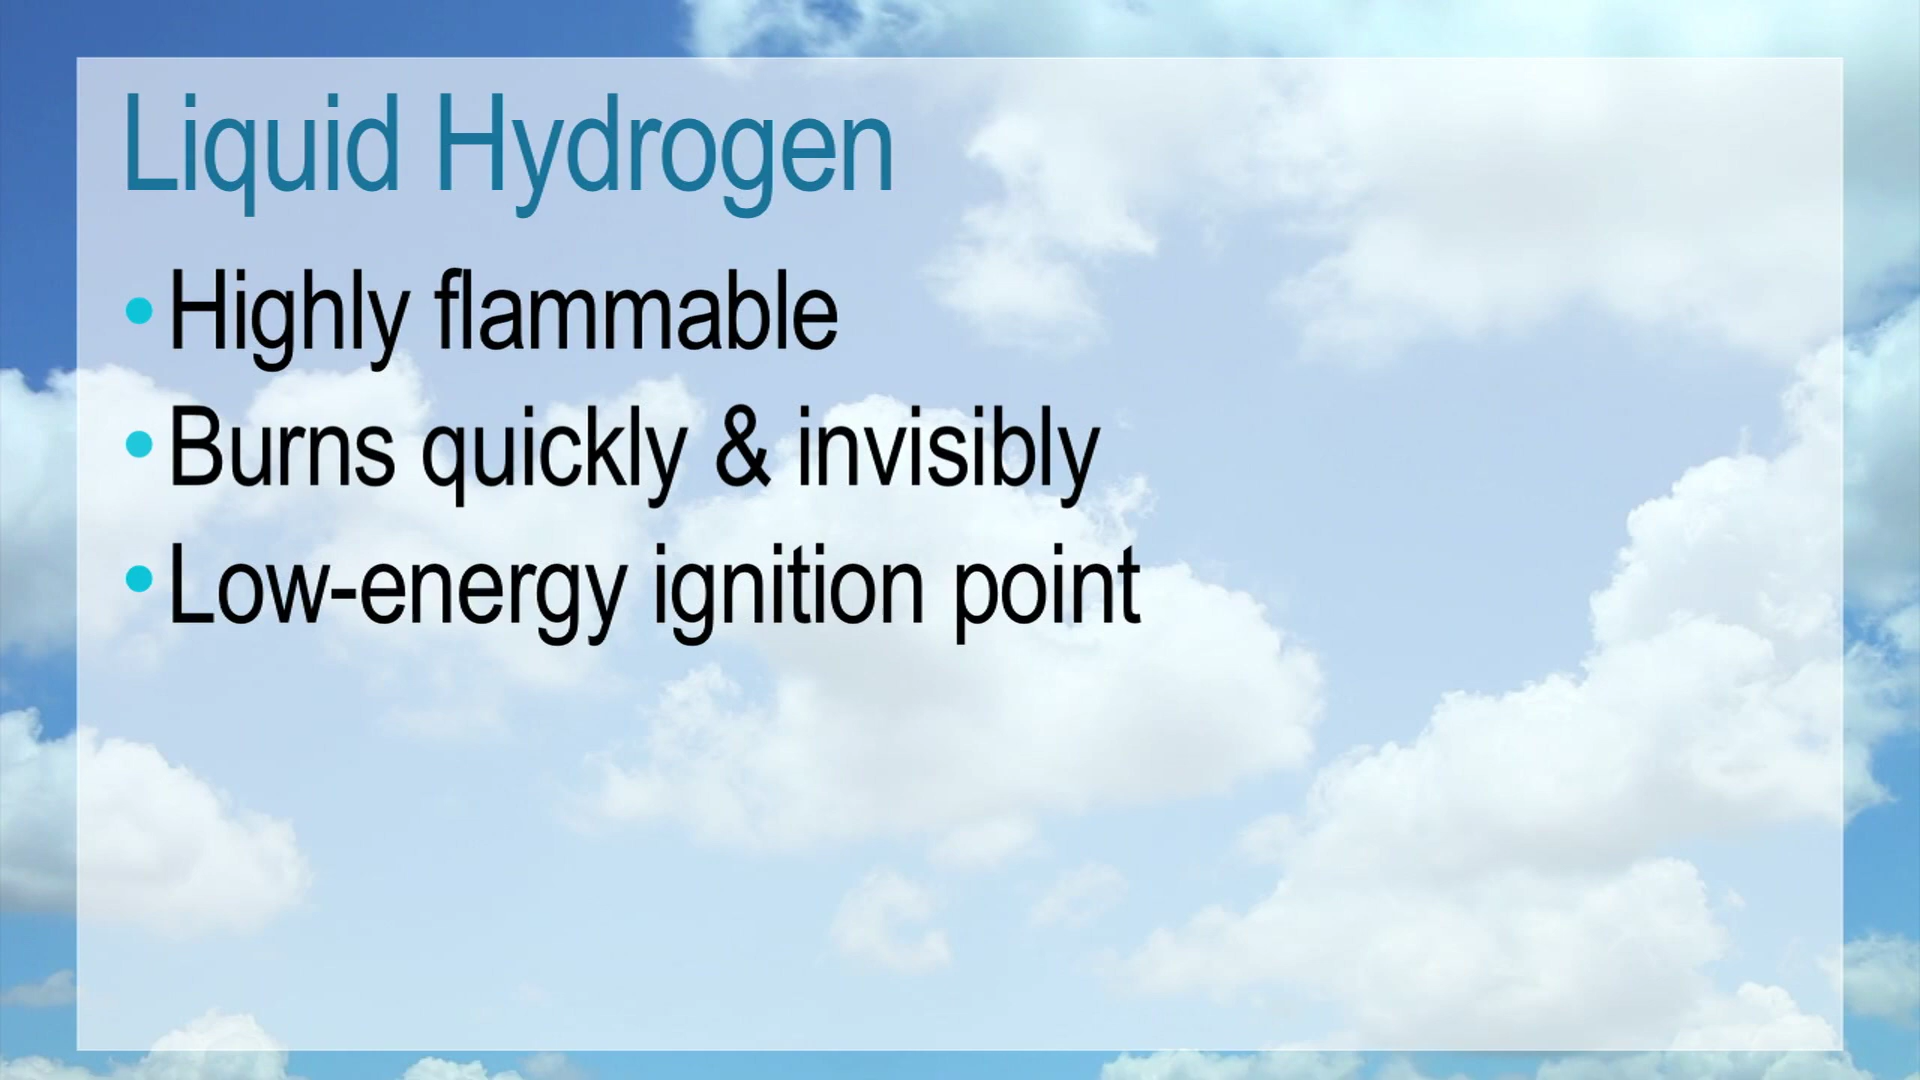 Liquid Hydrogen
• Highly flammable
• Burns quickly & invisibly
• Low-energy ignition point